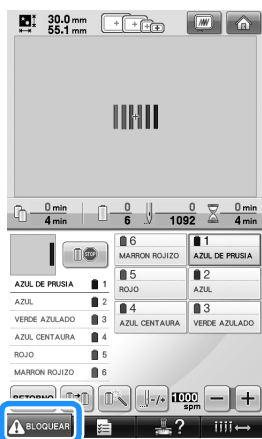 30.0 mm
55.1 mm
0 min
4 min
0
6
0
1092
0 min
4 min
6
MARRON ROJIZO
1
AZUL DE PRUSIA
5
ROJO
2
AZUL
4
AZUL CENTAURA
3
VERDE AZULADO
AZUL DE PRUSIA 1
AZUL 2
VERDE AZULADO 3
AZUL CENTAURA 4
ROJO 5
MARRON ROJIZO 6
RETORNO
STOP
-/+
1000
spm
- +
BLOQUEAR
?